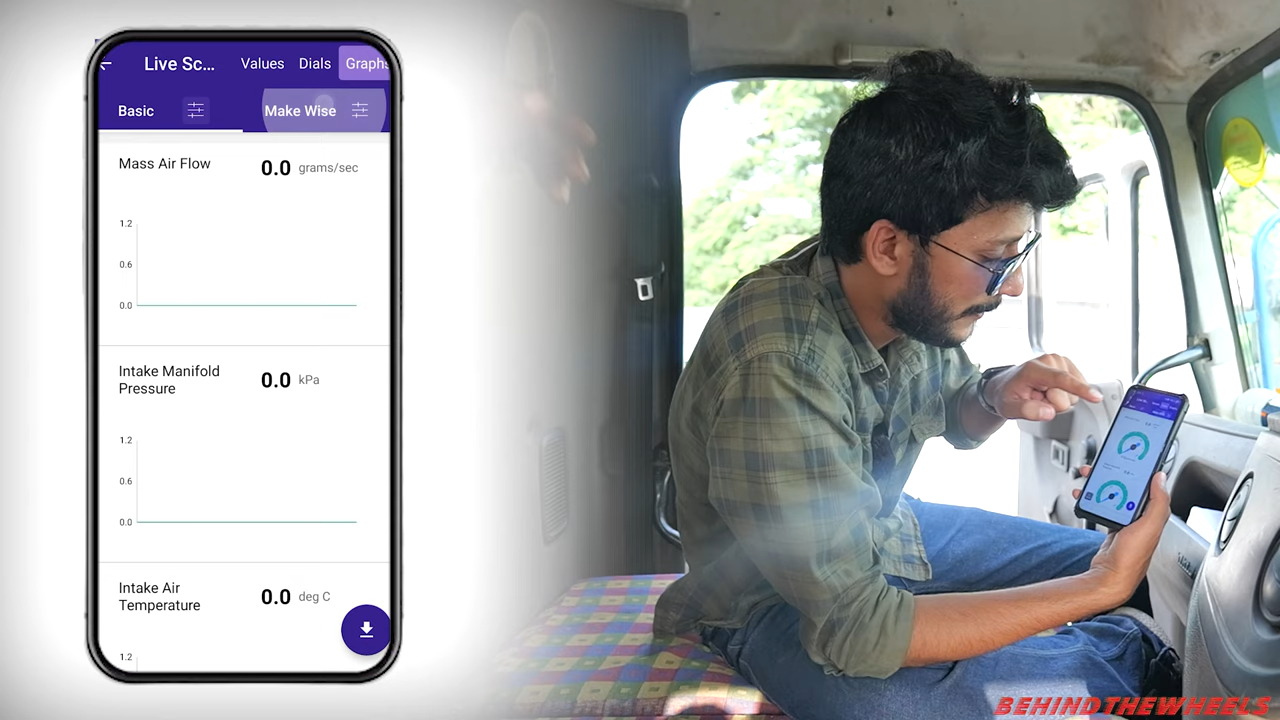 Live Sc...
Values
Dials
Graphs
Basic
Make Wise
Mass Air Flow
0.0 grams/sec
1.2
0.6
0.0
Intake Manifold
Pressure
0.0 kPa
1.2
0.6
0.0
Intake Air
Temperature
0.0 deg C
1.2
BEHINDTHEWHEELS